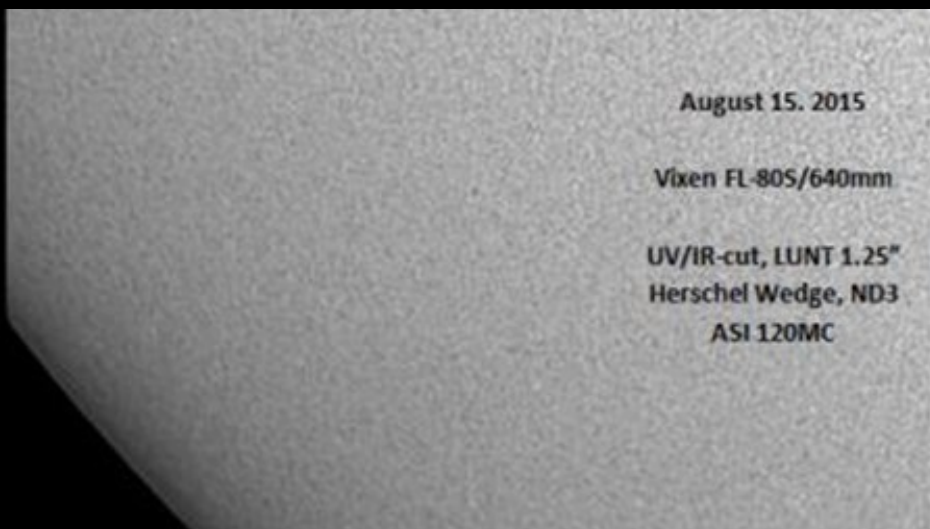 August 15. 2015
Vixen FL-80S/640mm
UV/IR-cut, LUNT 1.25"
Herschel Wedge, ND3
ASI 120MC